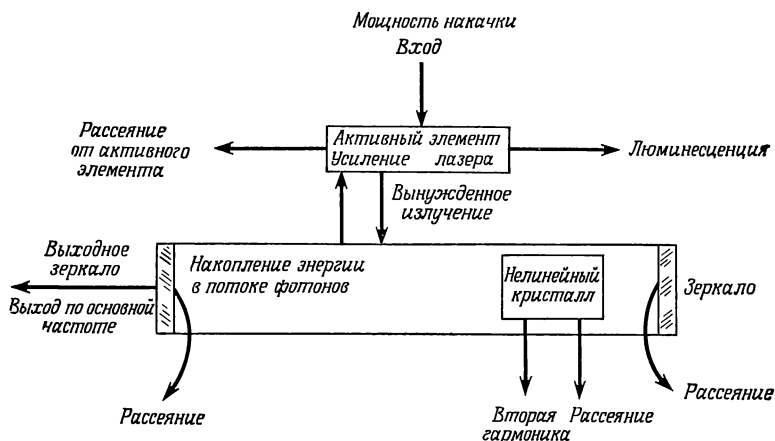 Мощность накачки
Вход
Рассеяние
от активного
элемента
Активный элемент
Усиление лазера
Люминесценция
Вынужденное
излучение
Выходное
зеркало
Выход по основной
частоте
Накопление энергии
в потоке фотонов
Нелинейный
кристалл
Зеркало
Рассеяние
Вторая
гармоника
Рассеяние
Рассеяние